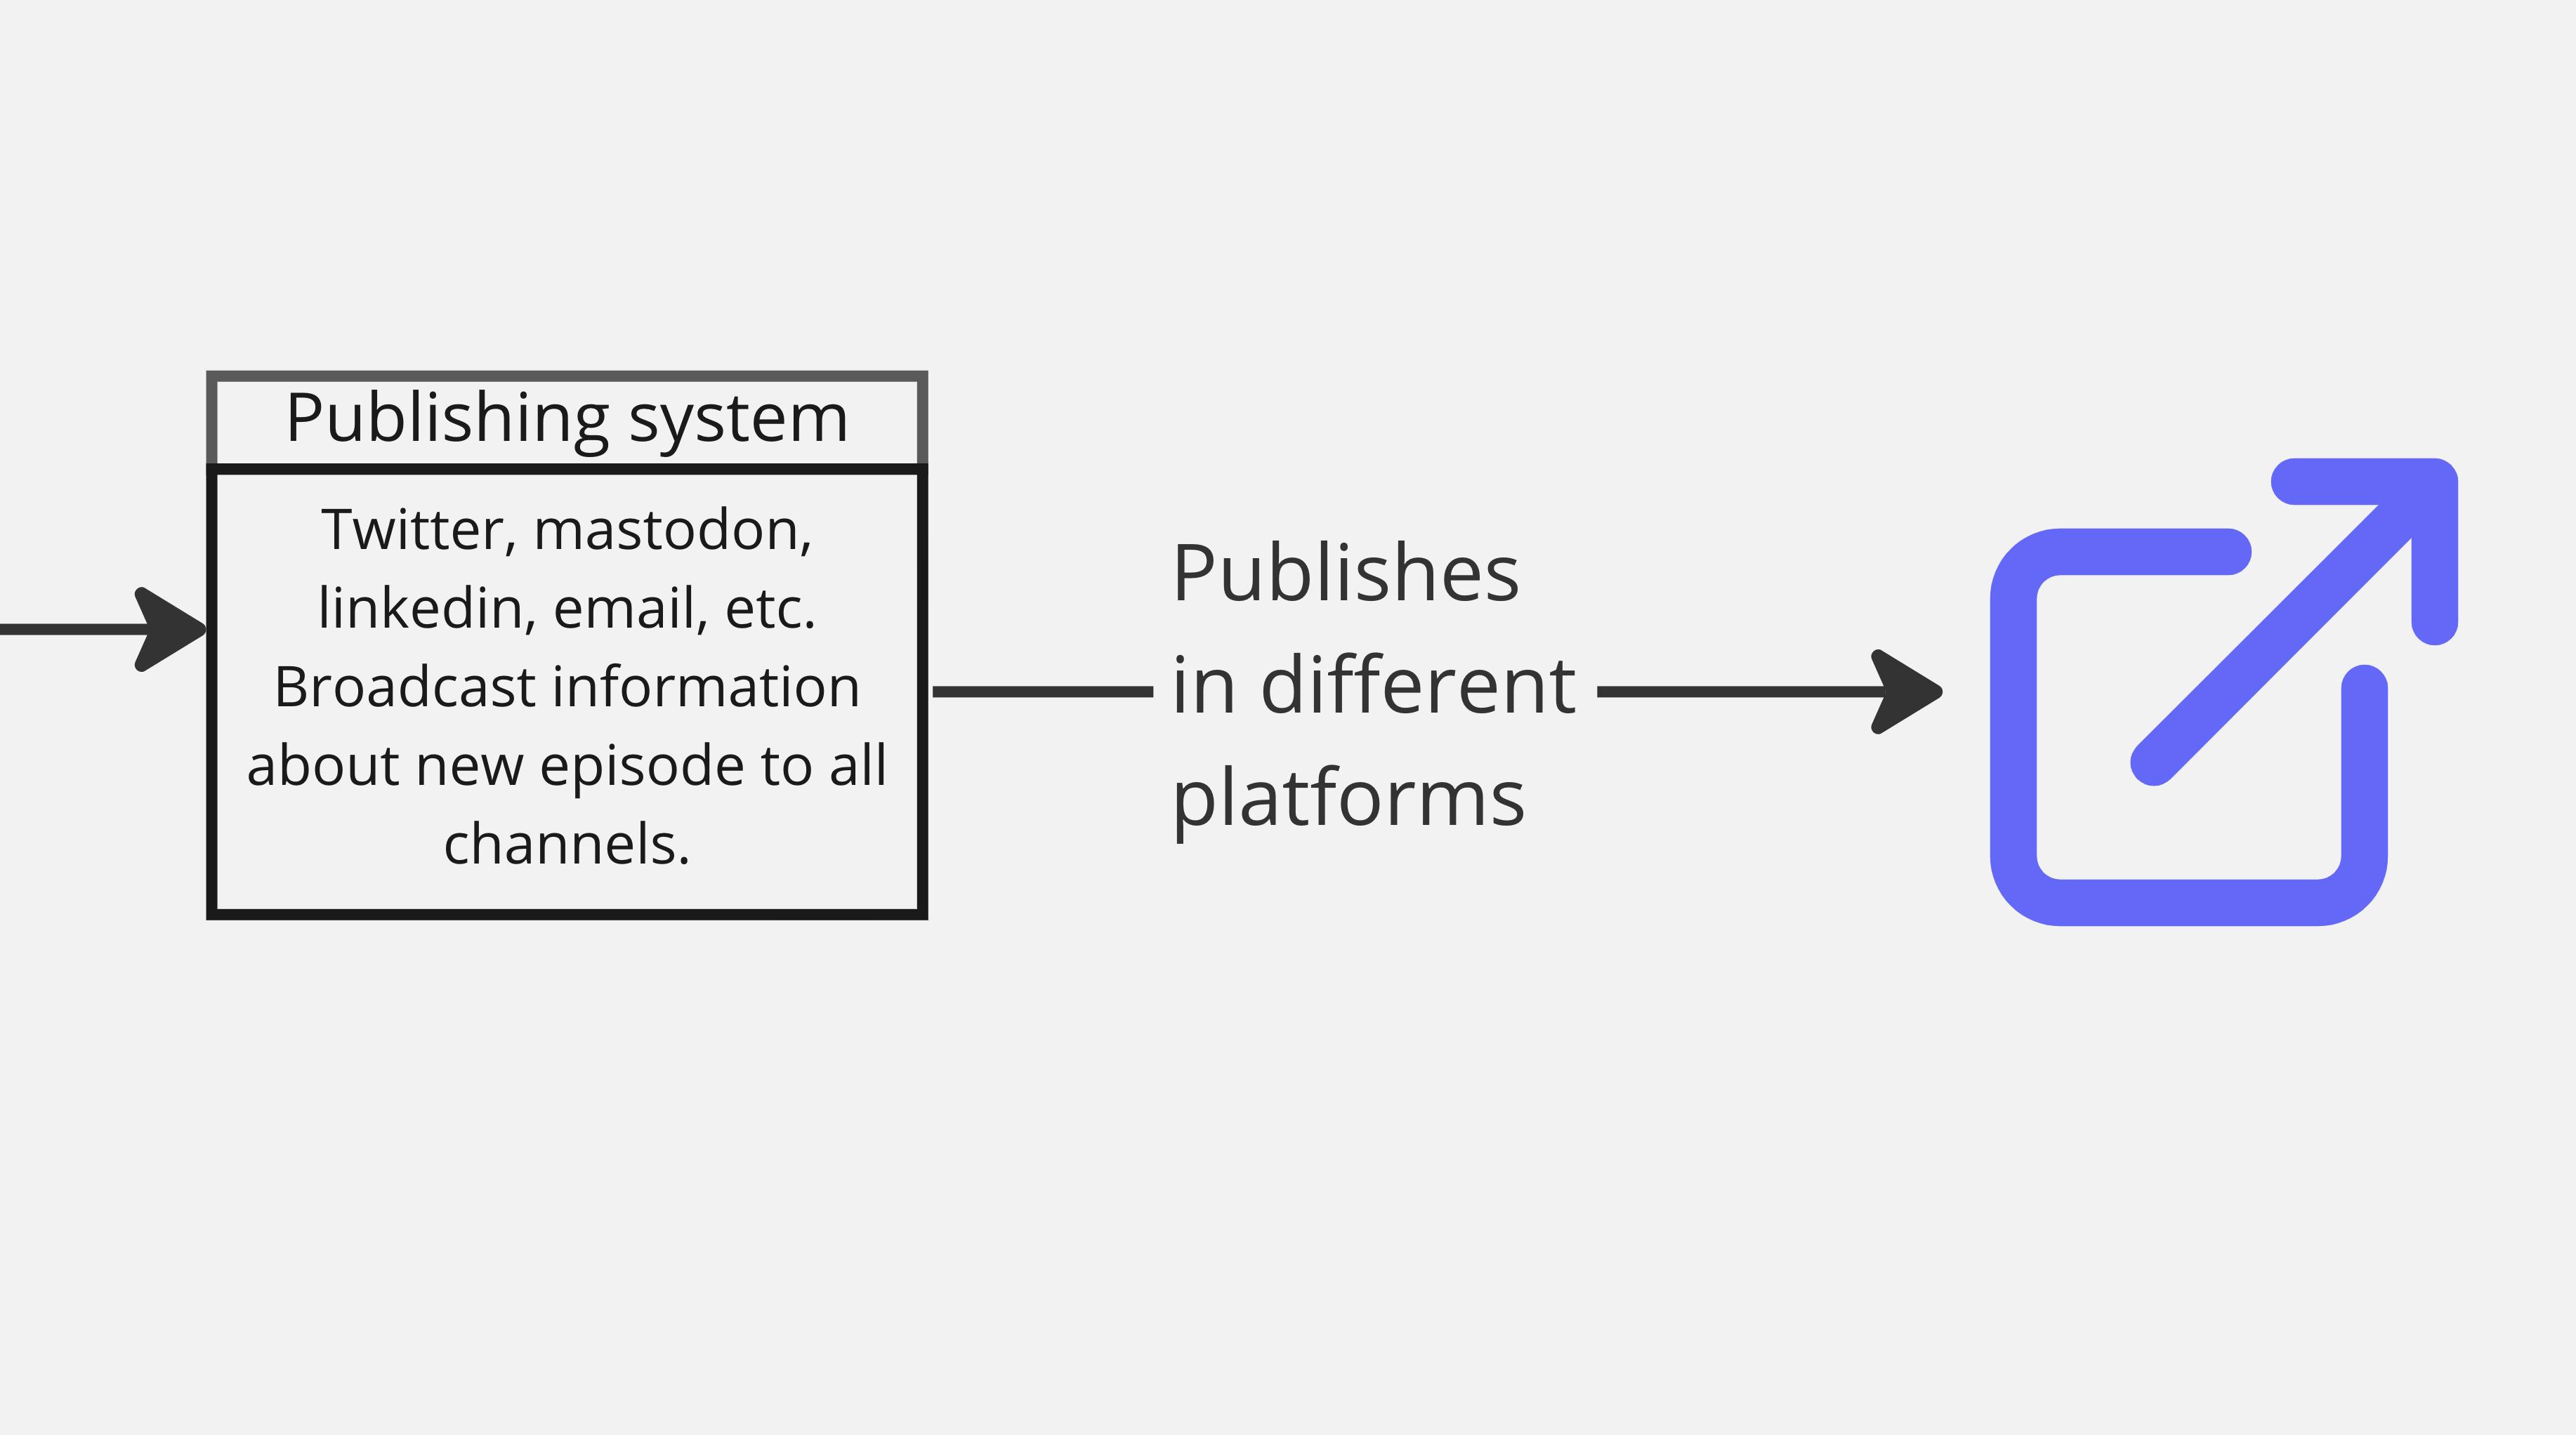 Publishing system
Twitter, mastodon,
linkedin, email, etc.
Broadcast information
about new episode to all
channels.
Publishes
in different
platforms